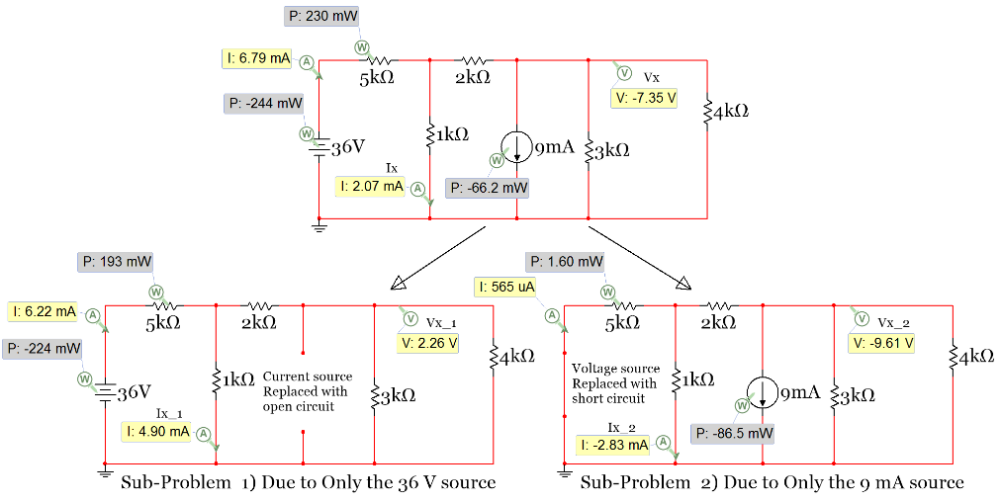 P: 230 mW
I: 6.79 mA
A
W
5kΩ
2kΩ
V
Vx
V: -7.35 V
P: -244 mW
W
36V
1kΩ
9mA
3kΩ
4kΩ
Ix
I: 2.07 mA
A
W
P: -66.2 mW
P: 193 mW
I: 6.22 mA
A
W
5kΩ
2kΩ
V
Vx_1
V: 2.26 V
P: -224 mW
W
36V
1kΩ
Current source
Replaced with
open circuit
3kΩ
4kΩ
Ix_1
I: 4.90 mA
A
Sub-Problem 1) Due to Only the 36 V source
P: 1.60 mW
I: 565 uA
A
W
5kΩ
2kΩ
V
Vx_2
V: -9.61 V
Voltage source
Replaced with
short circuit
1kΩ
9mA
3kΩ
4kΩ
W
Ix_2
I: -2.83 mA
A
P: -86.5 mW
Sub-Problem 2) Due to Only the 9 mA source